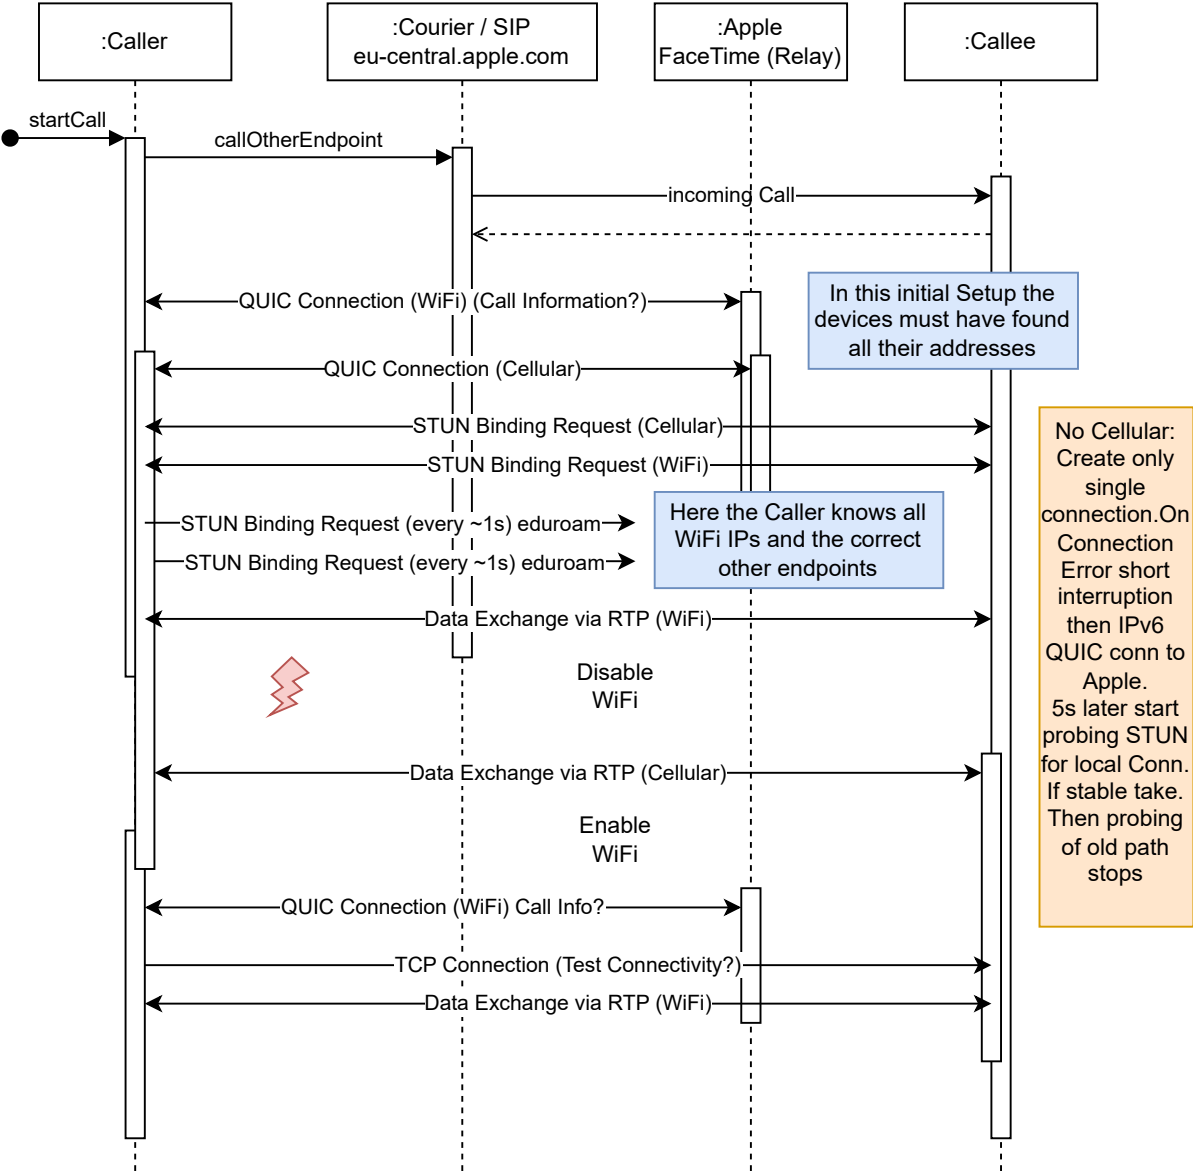 :Caller
:Courier / SIP
eu-central.apple.com
:Apple
FaceTime (Relay)
:Callee
startCall
callOtherEndpoint
incoming Call
QUIC Connection (WiFi) (Call Information?)
In this initial Setup the
devices must have found
all their addresses
QUIC Connection (Cellular)
STUN Binding Request (Cellular)
STUN Binding Request (WiFi)
STUN Binding Request (every ~1s) eduroam
STUN Binding Request (every ~1s) eduroam
Here the Caller knows all
WiFi IPs and the correct
other endpoints
Data Exchange via RTP (WiFi)
Disable
WiFi
Data Exchange via RTP (Cellular)
Enable
WiFi
QUIC Connection (WiFi) Call Info?
TCP Connection (Test Connectivity?)
Data Exchange via RTP (WiFi)
No Cellular:
Create only
single
connection.On
Connection
Error short
interruption
then IPv6
QUIC conn to
Apple.
5s later start
probing STUN
for local Conn.
If stable take.
Then probing
of old path
stops